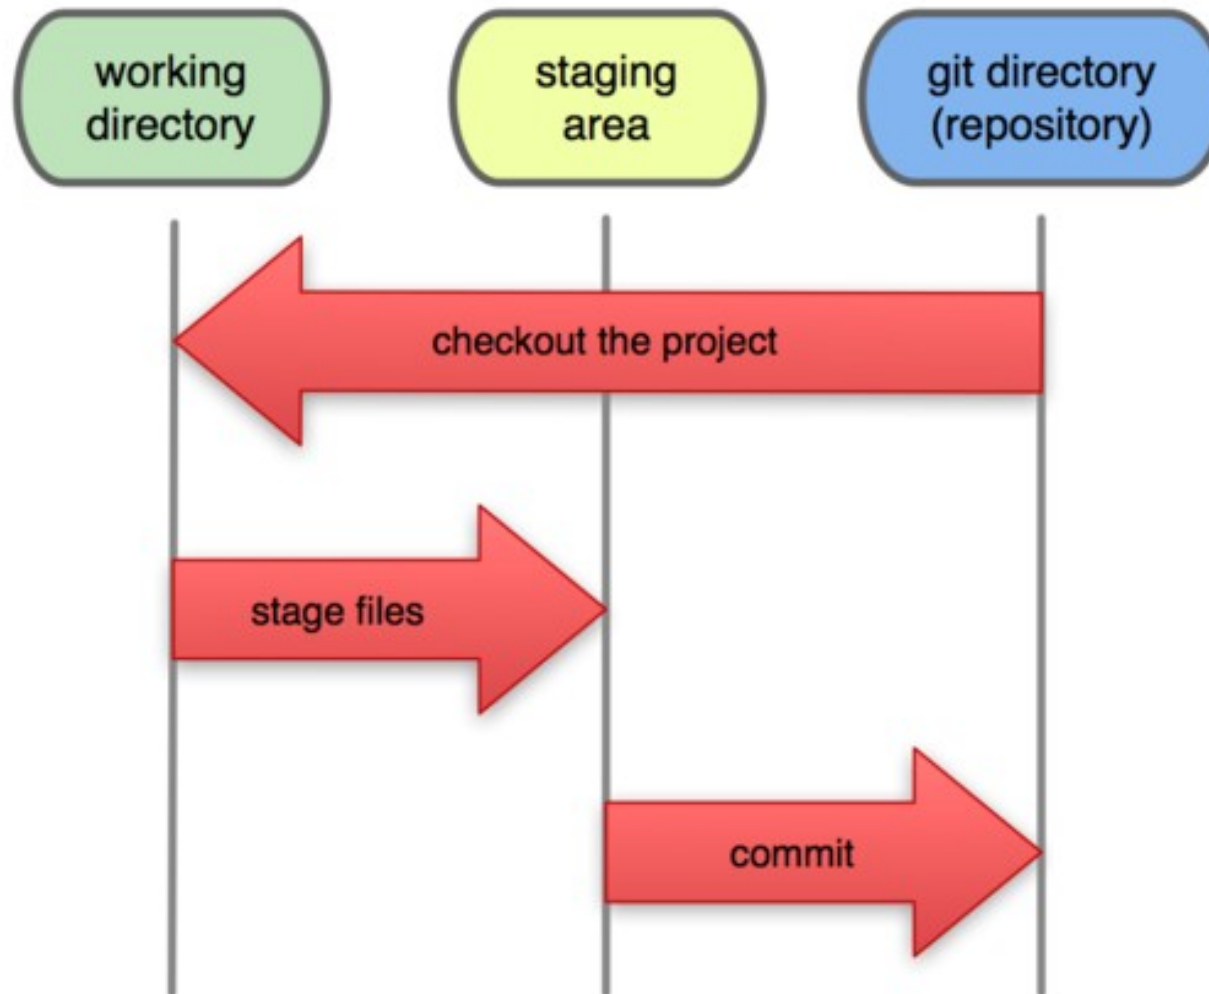 working
directory
staging
area
git directory
(repository)
checkout the project
stage files
commit